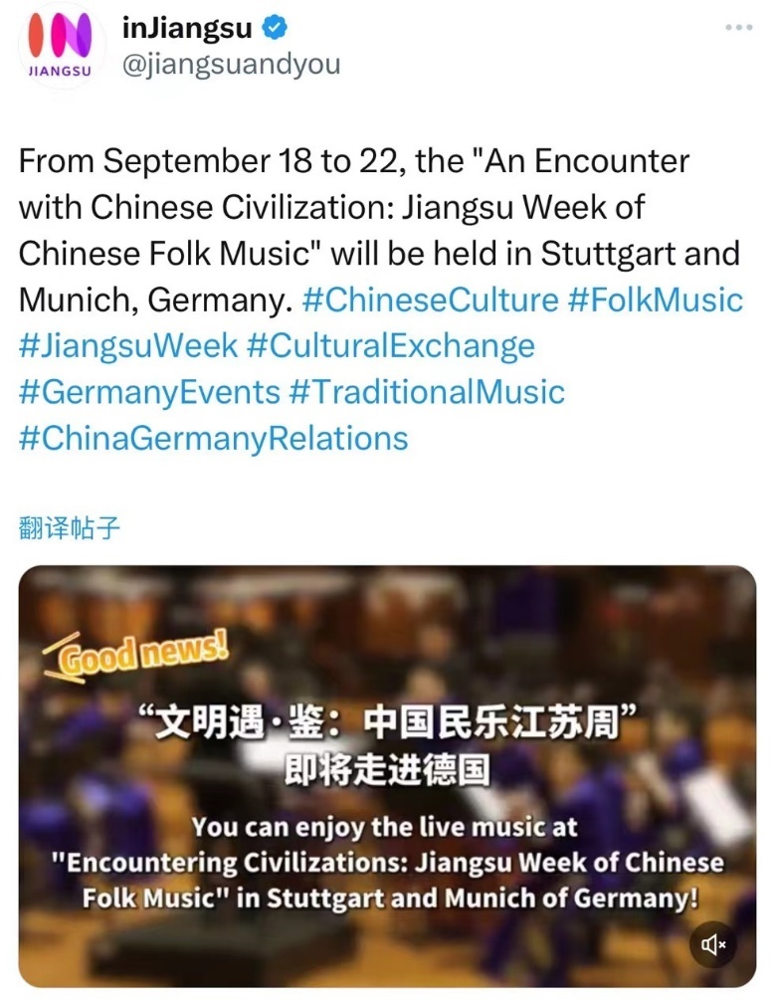 inJiangsu
@jiangsuandyou
JIANGSU
From September 18 to 22, the "An Encounter
with Chinese Civilization: Jiangsu Week of
Chinese Folk Music" will be held in Stuttgart and
Munich, Germany. #ChineseCulture #FolkMusic
#JiangsuWeek #CulturalExchange
#GermanyEvents #TraditionalMusic
#ChinaGermanyRelations
翻译帖子
Good news!
“文明遇·鉴：中国民乐江苏周”
即将走进德国
You can enjoy the live music at
"Encountering Civilizations: Jiangsu Week of Chinese
Folk Music" in Stuttgart and Munich of Germany!